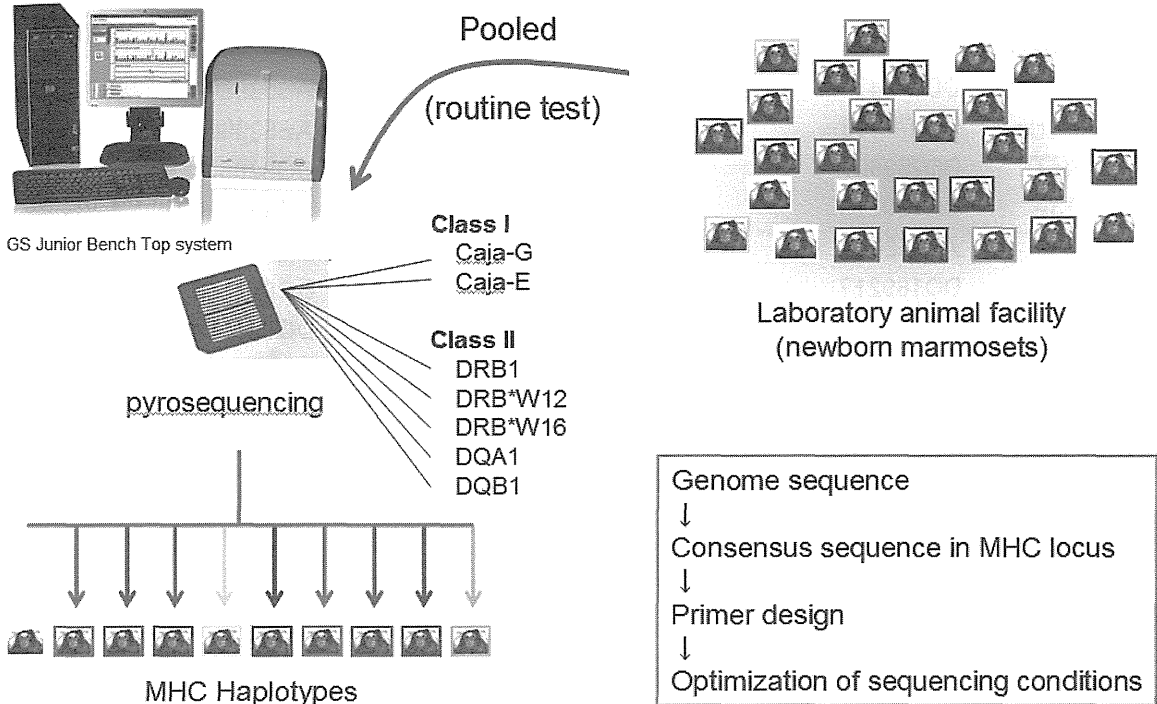 Pooled
(routine test)
GS Junior Bench Top system
Class I
Caja-G
Caja-E
Class II
DRB1
DRB*W12
DRB*W16
DQA1
DQB1
pyrosequencing
MHC Haplotypes
Laboratory animal facility
(newborn marmosets)
Genome sequence
↓
Consensus sequence in MHC locus
↓
Primer design
↓
Optimization of sequencing conditions